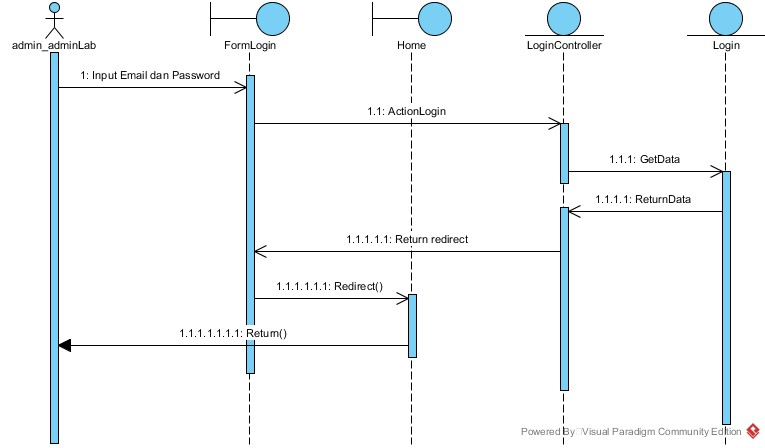 admin_adminLab
FormLogin
Home
LoginController
Login
1: Input Email dan Password
1.1: ActionLogin
1.1.1: GetData
1.1.1.1: ReturnData
1.1.1.1.1: Return redirect
1.1.1.1.1.1: Redirect()
1.1.1.1.1.1.1: Return()
Powered By Visual Paradigm Community Edition